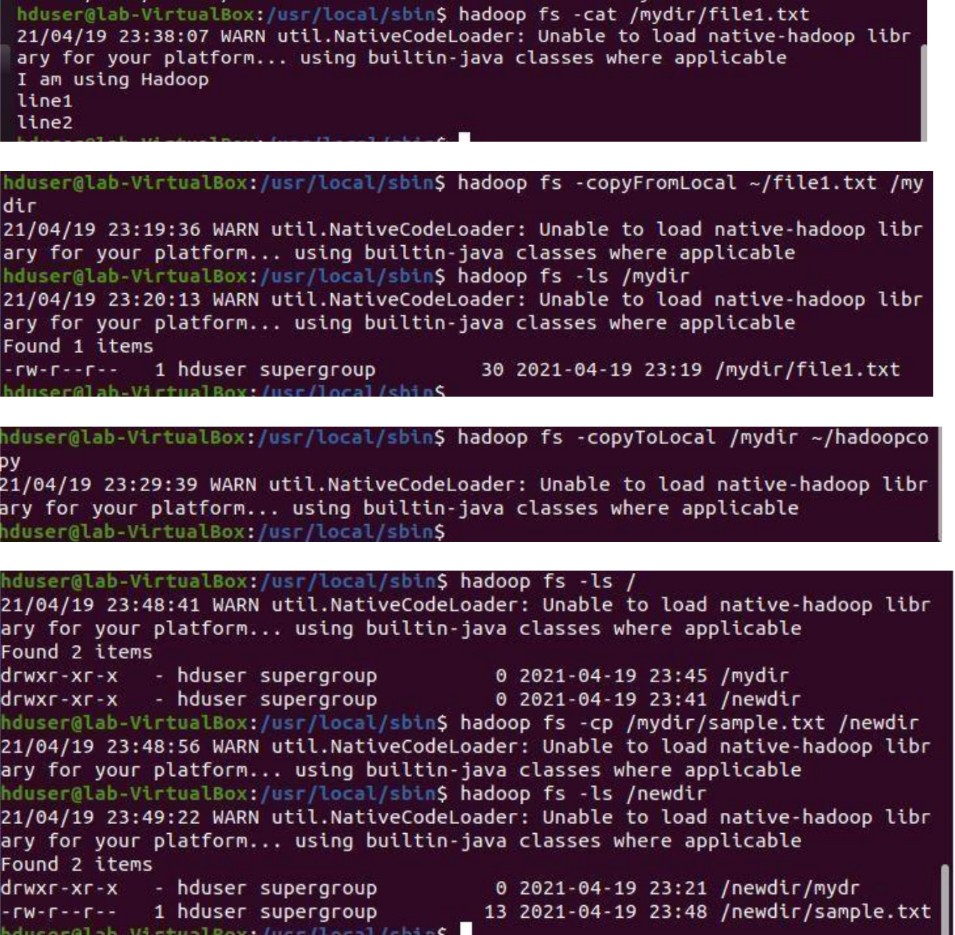 hduser@lab-VirtualBox:/usr/local/sbin$ hadoop fs -cat /mydir/file1.txt
21/04/19 23:38:07 WARN util.NativeCodeLoader: Unable to load native-hadoop libr
ary for your platform... using builtin-java classes where applicable
I am using Hadoop
line1
line2
hduser@lab-VirtualBox:/usr/local/sbin$ hadoop fs -copyFromLocal ~/file1.txt /my
dir
21/04/19 23:19:36 WARN util.NativeCodeLoader: Unable to load native-hadoop libr
ary for your platform... using builtin-java classes where applicable
hduser@lab-VirtualBox:/usr/local/sbin$ hadoop fs -ls /mydir
21/04/19 23:20:13 WARN util.NativeCodeLoader: Unable to load native-hadoop libr
ary for your platform... using builtin-java classes where applicable
Found 1 items
-rw-r--r--   1 hduser supergroup         30 2021-04-19 23:19 /mydir/file1.txt
hduser@lab-VirtualBox:/usr/local/sbin$
hduser@lab-VirtualBox:/usr/local/sbin$ hadoop fs -copyToLocal /mydir ~/hadoopco
py
21/04/19 23:29:39 WARN util.NativeCodeLoader: Unable to load native-hadoop libr
ary for your platform... using builtin-java classes where applicable
hduser@lab-VirtualBox:/usr/local/sbin$
hduser@lab-VirtualBox:/usr/local/sbin$ hadoop fs -ls /
21/04/19 23:48:41 WARN util.NativeCodeLoader: Unable to load native-hadoop libr
ary for your platform... using builtin-java classes where applicable
Found 2 items
drwxr-xr-x   - hduser supergroup          0 2021-04-19 23:45 /mydir
drwxr-xr-x   - hduser supergroup          0 2021-04-19 23:41 /newdir
hduser@lab-VirtualBox:/usr/local/sbin$ hadoop fs -cp /mydir/sample.txt /newdir
21/04/19 23:48:56 WARN util.NativeCodeLoader: Unable to load native-hadoop libr
ary for your platform... using builtin-java classes where applicable
hduser@lab-VirtualBox:/usr/local/sbin$ hadoop fs -ls /newdir
21/04/19 23:49:22 WARN util.NativeCodeLoader: Unable to load native-hadoop libr
ary for your platform... using builtin-java classes where applicable
Found 2 items
drwxr-xr-x   - hduser supergroup          0 2021-04-19 23:21 /newdir/mydr
-rw-r--r--   1 hduser supergroup         13 2021-04-19 23:48 /newdir/sample.txt
hduser@lab-VirtualBox:/usr/local/sbin$